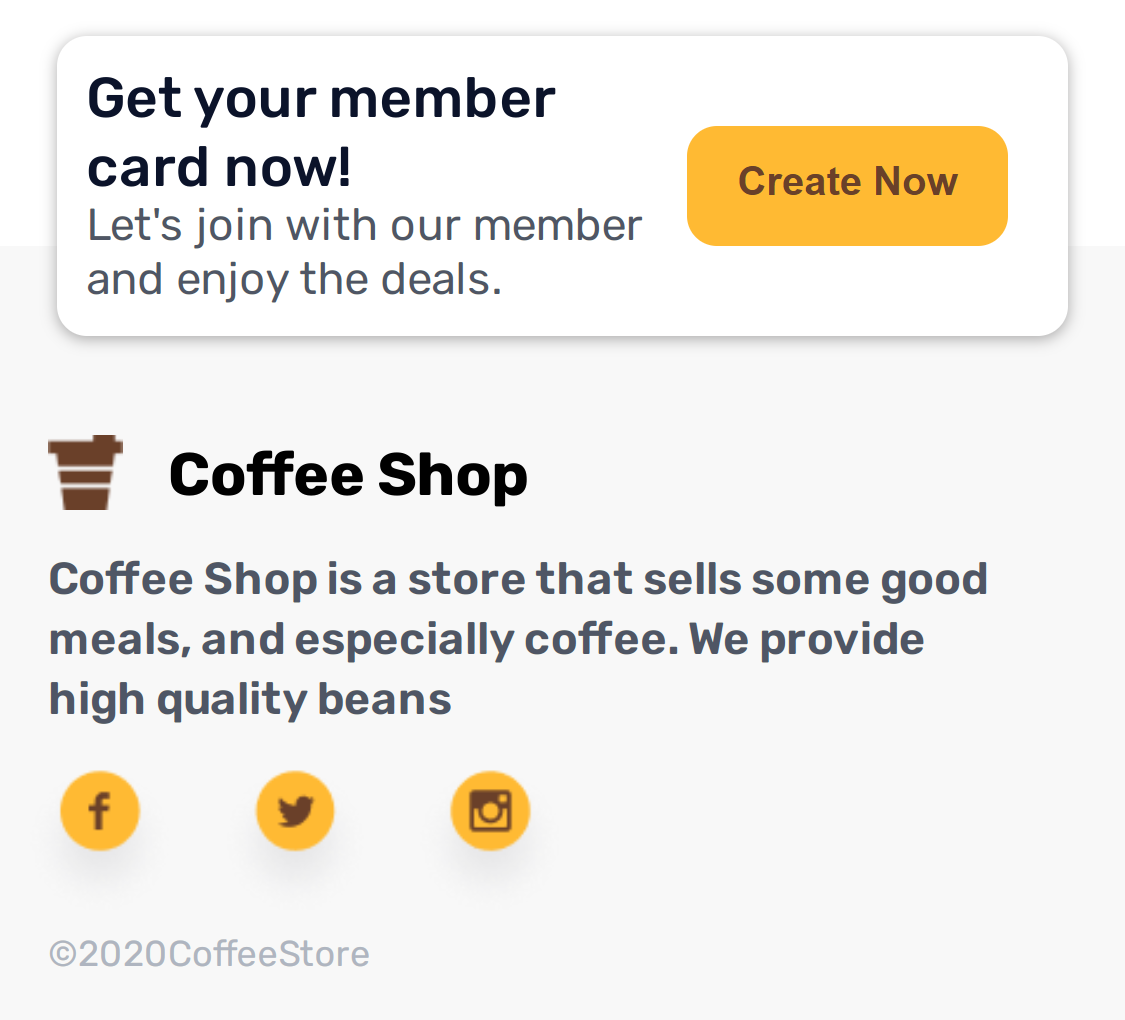 Get your member
card now!
Let's join with our member
and enjoy the deals.
Create Now
Coffee Shop
Coffee Shop is a store that sells some good
meals, and especially coffee. We provide
high quality beans
©2020CoffeeStore